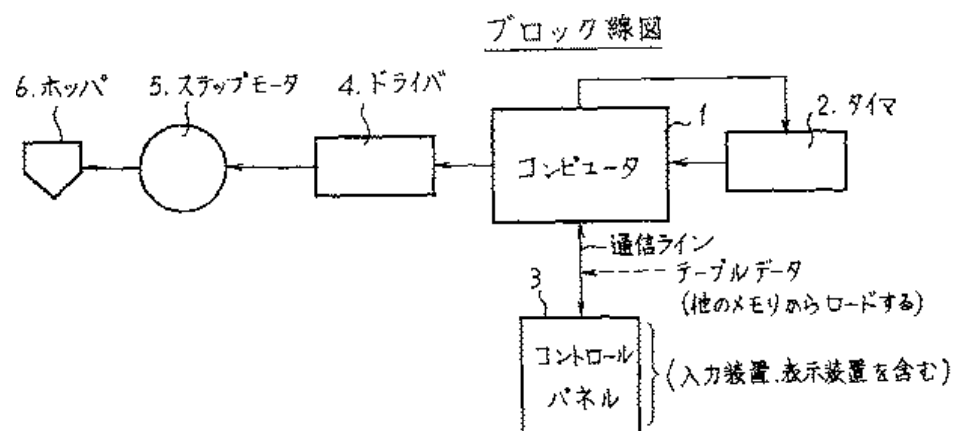 ブロック線図
6.ホッパ
5.ステップモータ
4.ドライバ
1
2.タイマ
コンピュータ
通信ライン
テーブルデータ
(他のメモリからロードする)
3
コントロール
パネル
(入力装置、表示装置を含む)